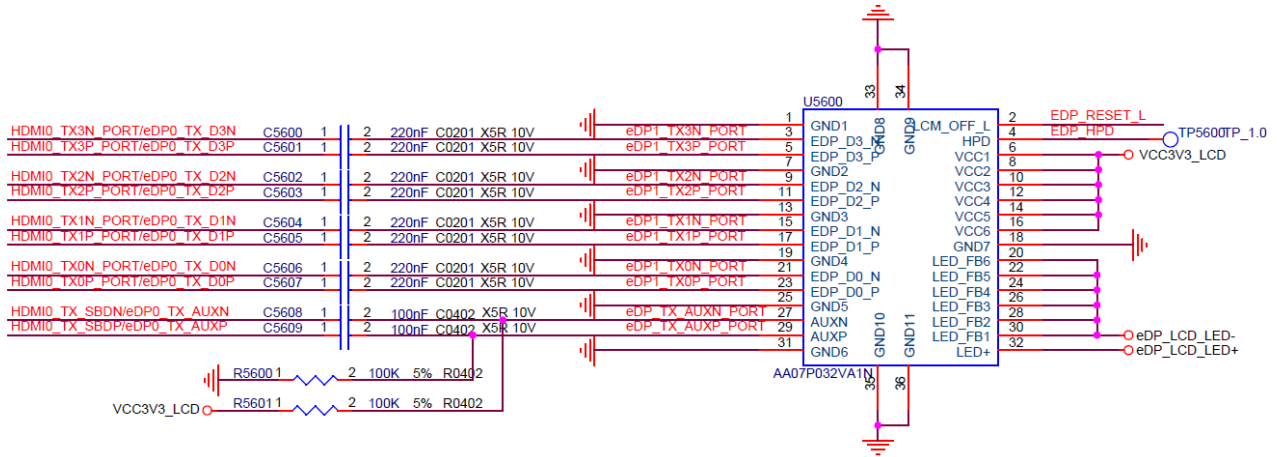 33
34
U5600
1 GND1 GND8 GND9 LCM_OFF_L 2 EDP_RESET_L
HDMI0_TX3N_PORT/eDP0_TX_D3N C5600 1 2 220nF C0201 X5R 10V eDP1_TX3N_PORT 3 EDP_D3_N HPD 4 EDP_HPD TP5600 TP_1.0
HDMI0_TX3P_PORT/eDP0_TX_D3P C5601 1 2 220nF C0201 X5R 10V eDP1_TX3P_PORT 5 EDP_D3_P VCC1 6 VCC3V3_LCD
7 GND2 VCC2 8
HDMI0_TX2N_PORT/eDP0_TX_D2N C5602 1 2 220nF C0201 X5R 10V eDP1_TX2N_PORT 9 EDP_D2_N VCC3 10
HDMI0_TX2P_PORT/eDP0_TX_D2P C5603 1 2 220nF C0201 X5R 10V eDP1_TX2P_PORT 11 EDP_D2_P VCC4 12
13 GND3 VCC5 14
HDMI0_TX1N_PORT/eDP0_TX_D1N C5604 1 2 220nF C0201 X5R 10V eDP1_TX1N_PORT 15 EDP_D1_N VCC6 16
HDMI0_TX1P_PORT/eDP0_TX_D1P C5605 1 2 220nF C0201 X5R 10V eDP1_TX1P_PORT 17 EDP_D1_P GND7 18
19 GND4 LED_FB6 20
HDMI0_TX0N_PORT/eDP0_TX_D0N C5606 1 2 220nF C0201 X5R 10V eDP1_TX0N_PORT 21 EDP_D0_N LED_FB5 22
HDMI0_TX0P_PORT/eDP0_TX_D0P C5607 1 2 220nF C0201 X5R 10V eDP1_TX0P_PORT 23 EDP_D0_P LED_FB4 24
25 GND5 LED_FB3 26
HDMI0_TX_SBDN/eDP0_TX_AUXN C5608 1 2 100nF C0402 X5R 10V eDP_TX_AUXN_PORT 27 AUXN LED_FB2 28
HDMI0_TX_SBDP/eDP0_TX_AUXP C5609 1 2 100nF C0402 X5R 10V eDP_TX_AUXP_PORT 29 AUXP LED_FB1 30 eDP_LCD_LED-
31 GND6 GND10 GND11 LED+ 32 eDP_LCD_LED+
R5600 1 2 100K 5% R0402 AA07P032VA1N
35
36
VCC3V3_LCD R5601 1 2 100K 5% R0402